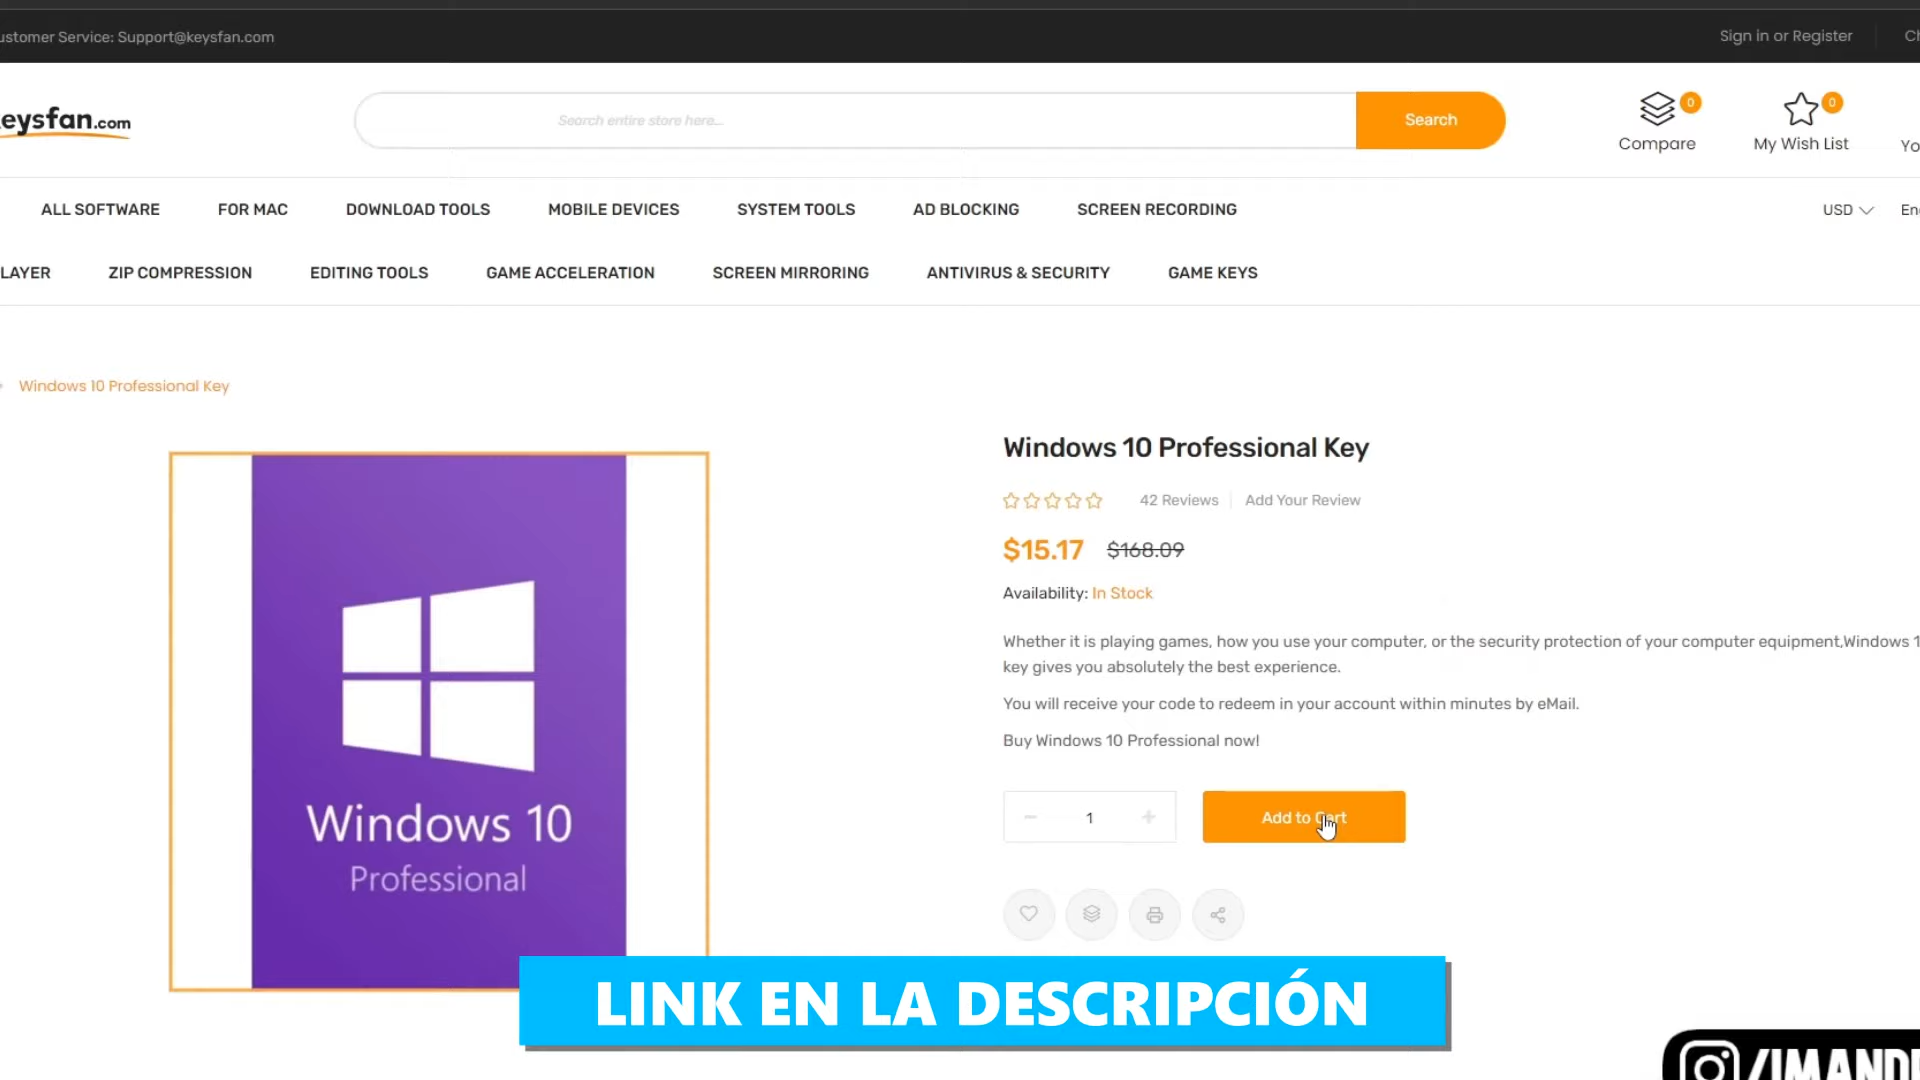 ustomer Service: Support@keysfan.com
Sign in or Register
eysfan.com
Search entire store here...
Search
0
Compare
0
My Wish List
ALL SOFTWARE
FOR MAC
DOWNLOAD TOOLS
MOBILE DEVICES
SYSTEM TOOLS
AD BLOCKING
SCREEN RECORDING
USD
LAYER
ZIP COMPRESSION
EDITING TOOLS
GAME ACCELERATION
SCREEN MIRRORING
ANTIVIRUS & SECURITY
GAME KEYS
Windows 10 Professional Key
Windows 10
Professional
Windows 10 Professional Key
42 Reviews
Add Your Review
$15.17 $168.09
Availability: In Stock
Whether it is playing games, how you use your computer, or the security protection of your computer equipment,Windows 1
key gives you absolutely the best experience.
You will receive your code to redeem in your account within minutes by eMail.
Buy Windows 10 Professional now!
1
Add to Cart
LINK EN LA DESCRIPCIÓN
/IMAND